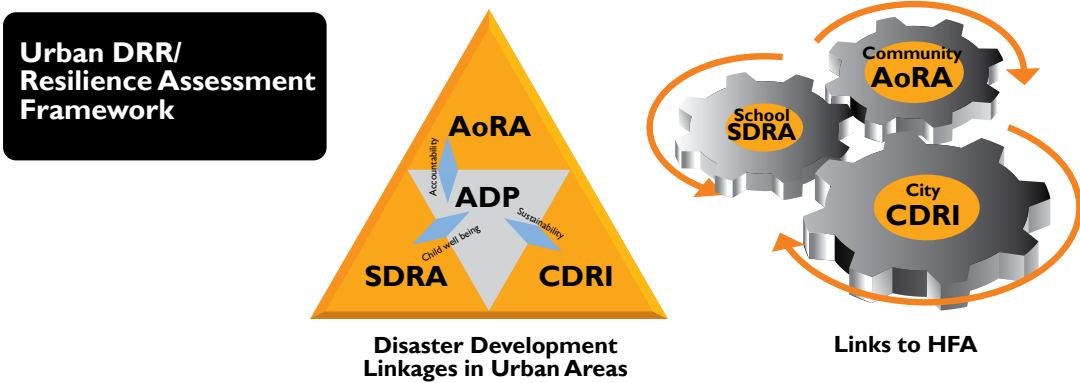 Urban DRR/
Resilience Assessment
Framework
AoRA
Accountability
ADP
Sustainability
Child well being
SDRA
CDRI
Disaster Development
Linkages in Urban Areas
Community
AoRA
School
SDRA
City
CDRI
Links to HFA